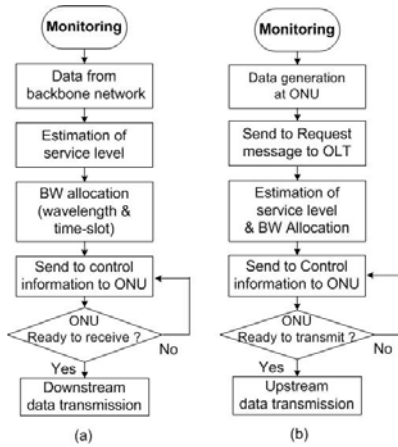 Monitoring
Data from
backbone network
Estimation of
service level
BW allocation
(wavelength &
time-slot)
Send to control
information to ONU
ONU
Ready to receive ?
No
Yes
Downstream
data transmission
(a)
Monitoring
Data generation
at ONU
Send to Request
message to OLT
Estimation of
service level
& BW Allocation
Send to Control
information to ONU
ONU
Ready to transmit ?
No
Yes
Upstream
data transmission
(b)